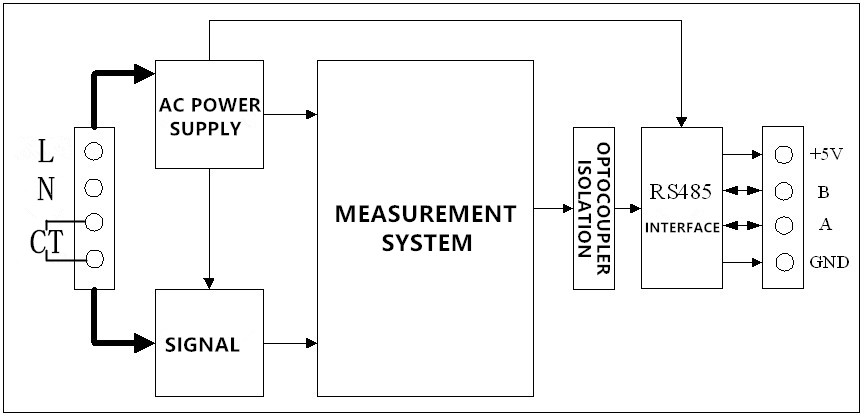 L
N
CT
AC POWER
SUPPLY
SIGNAL
MEASUREMENT
SYSTEM
OPTOCOUPLER
ISOLATION
RS485
INTERFACE
+5V
B
A
GND